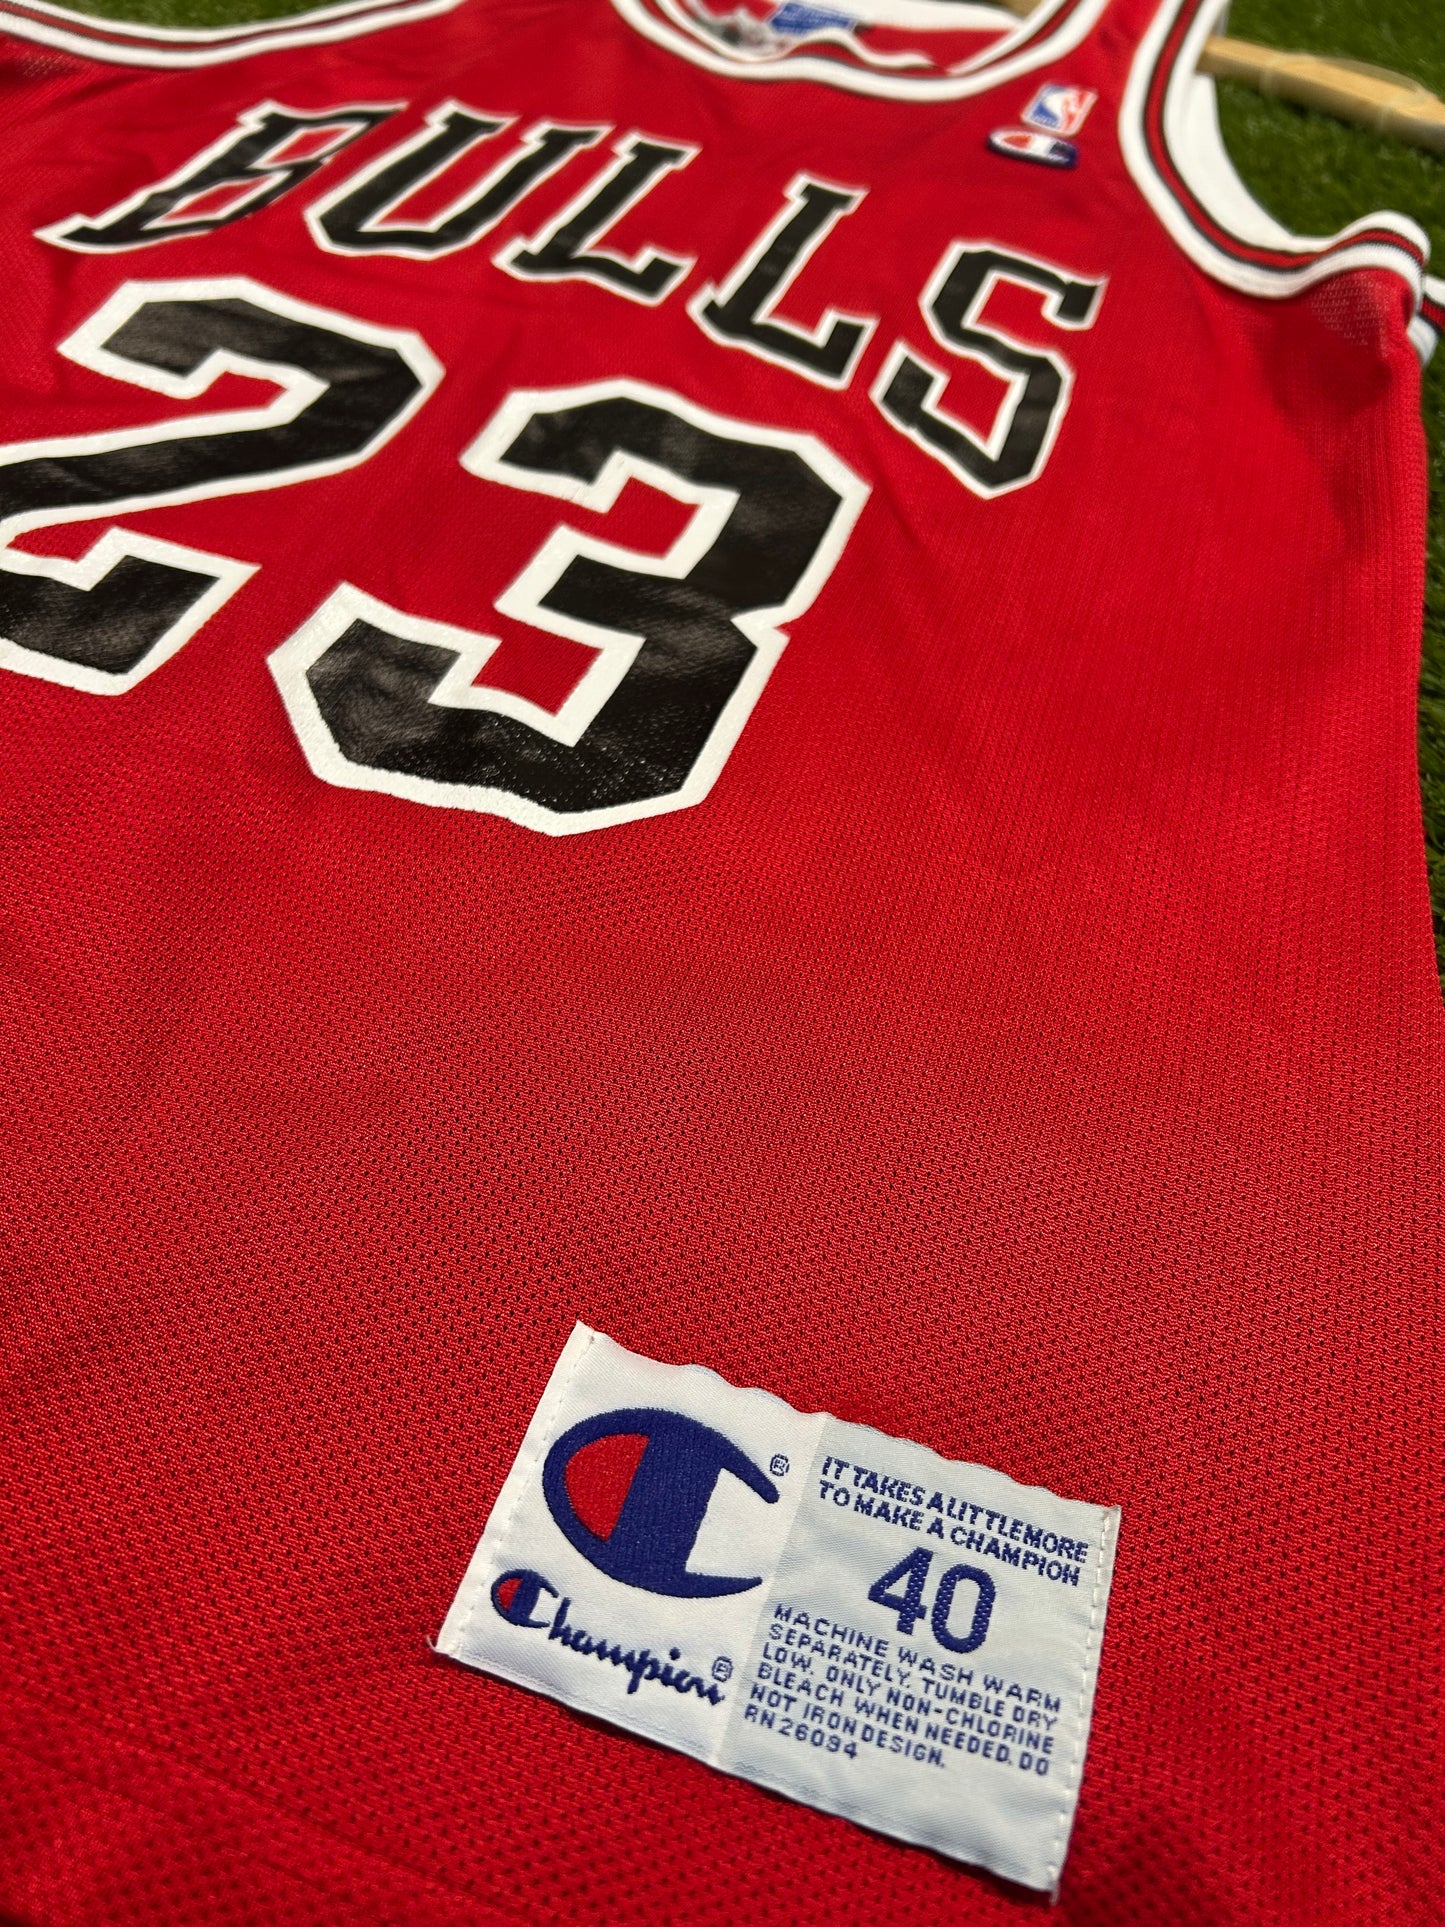 BULLS
23
IT TAKES A LITTLE MORE
TO MAKE A CHAMPION
40
Champion
MACHINE WASH WARM
SEPARATELY, TUMBLE DRY
LOW. ONLY NON-CHLORINE
BLEACH WHEN NEEDED. DO
NOT IRON DESIGN.
RN 26094